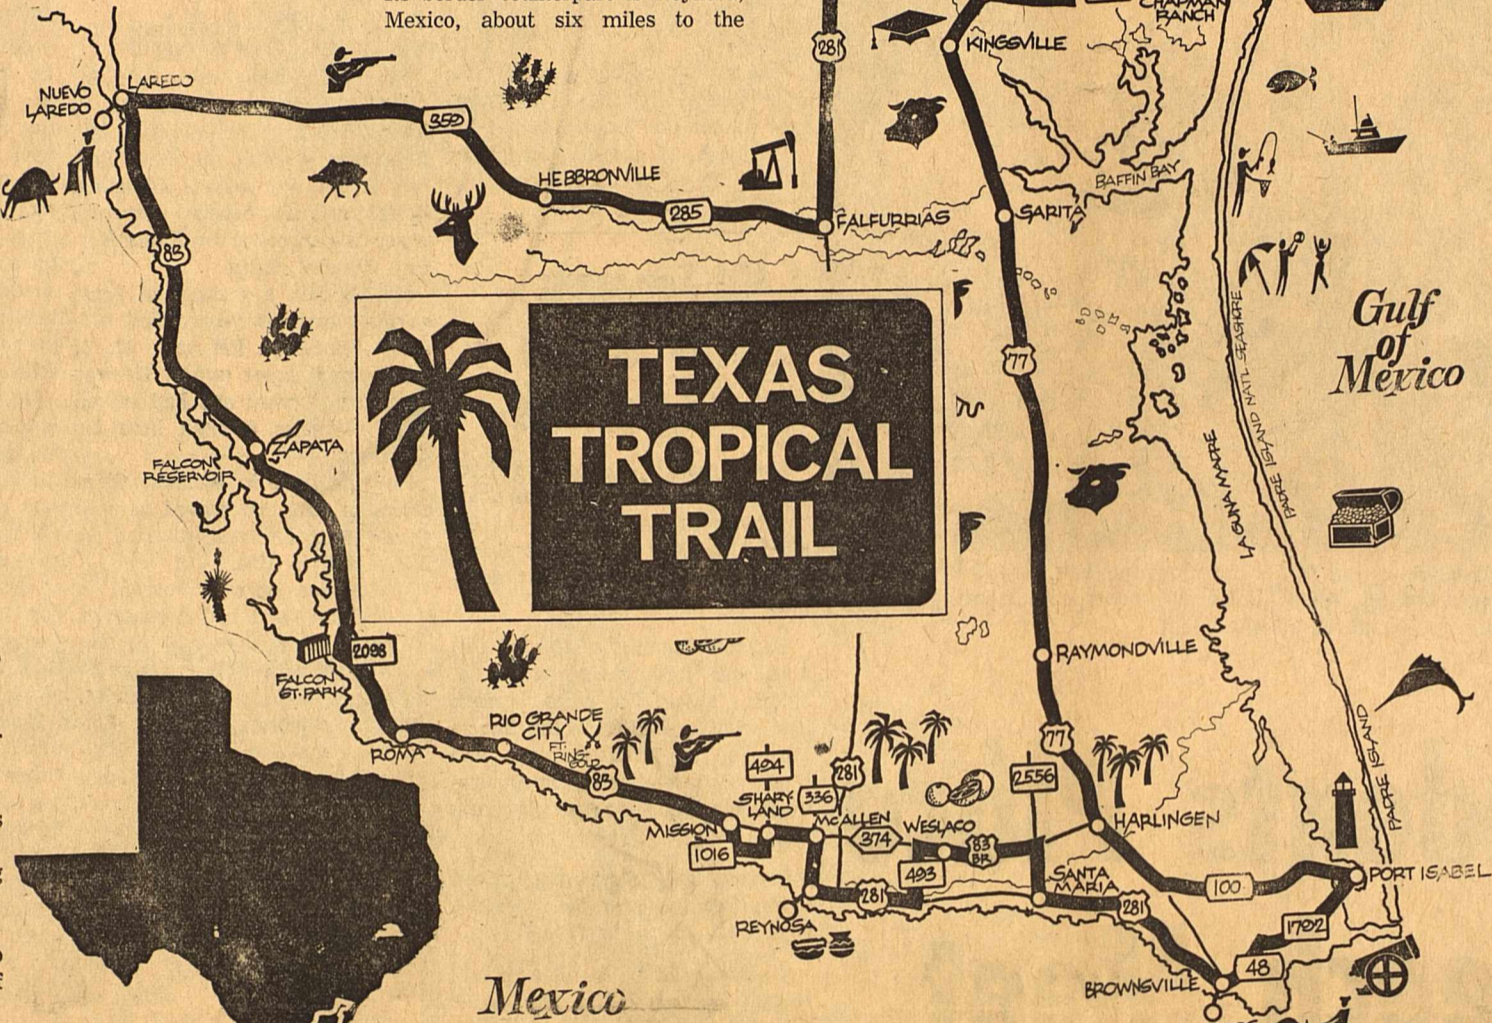 Mexico, about six miles to the
CHAPMAN
RANCH
281
KINGSVILLE
LAREDO
NUEVO
LAREDO
359
HEBBRONVILLE
285
FALFURRIAS
BAFFIN BAY
SARITA
83
Gulf
of
Mexico
PADRE ISLAND NAT'L SEASHORE
TEXAS
TROPICAL
TRAIL
77
ZAPATA
FALCON
RESERVOIR
LAGUNA MADRE
2098
FALCON
ST. PARK
RAYMONDVILLE
ROMA
RIO GRANDE
CITY
FT.
RING-
GOLD
83
PADRE ISLAND
77
494
281
2556
SHARY-
LAND
336
MISSION
McALLEN
374
WESLACO
83
BR
HARLINGEN
1016
493
SANTA
MARIA
281
281
100
PORT ISABEL
REYNOSA
1792
48
BROWNSVILLE
Mexico